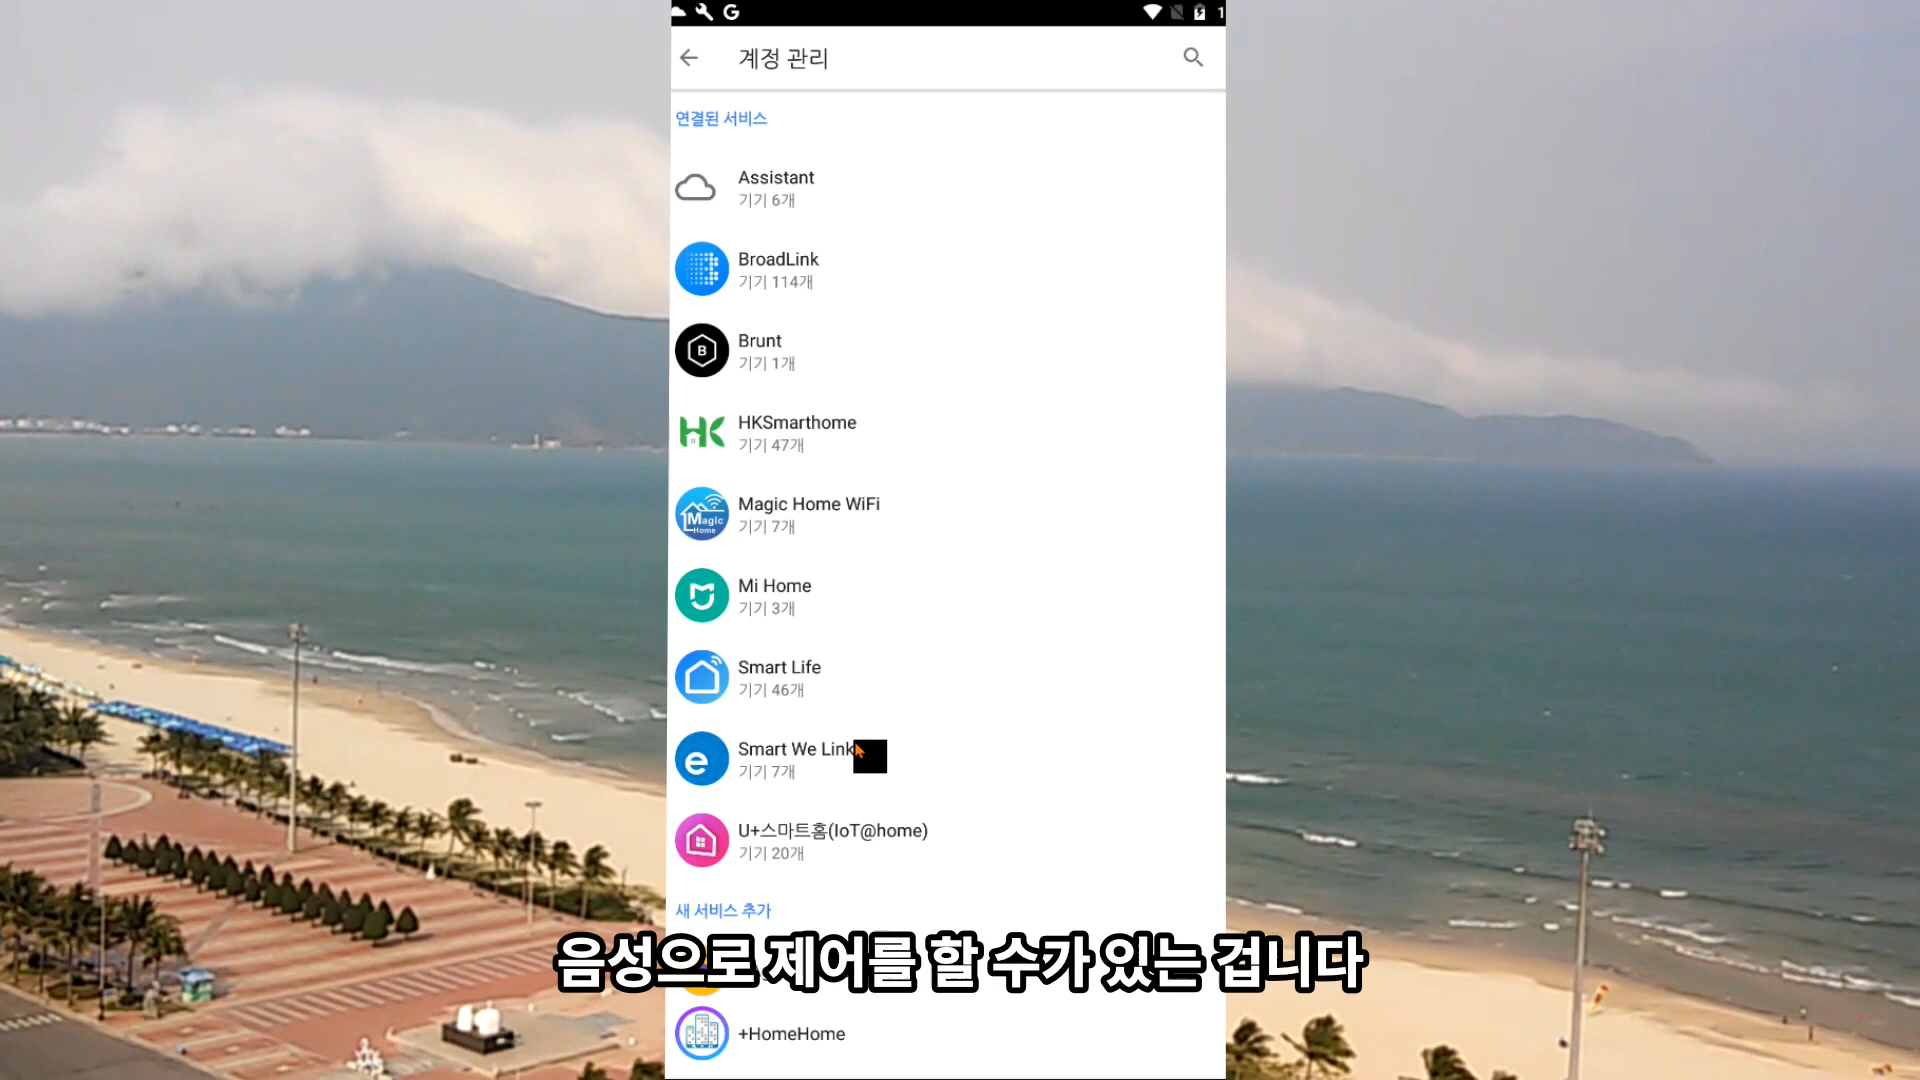 계정 관리
연결된 서비스
Assistant
기기 6개
BroadLink
기기 114개
B
Brunt
기기 1개
HK
HKSmarthome
기기 47개
Magic
Home
Magic Home WiFi
기기 7개
Mi Home
기기 3개
Smart Life
기기 46개
e
Smart We Link
기기 7개
U+스마트홈(IoT@home)
기기 20개
새 서비스 추가
음성으로 제어를 할 수가 있는 겁니다
+HomeHome